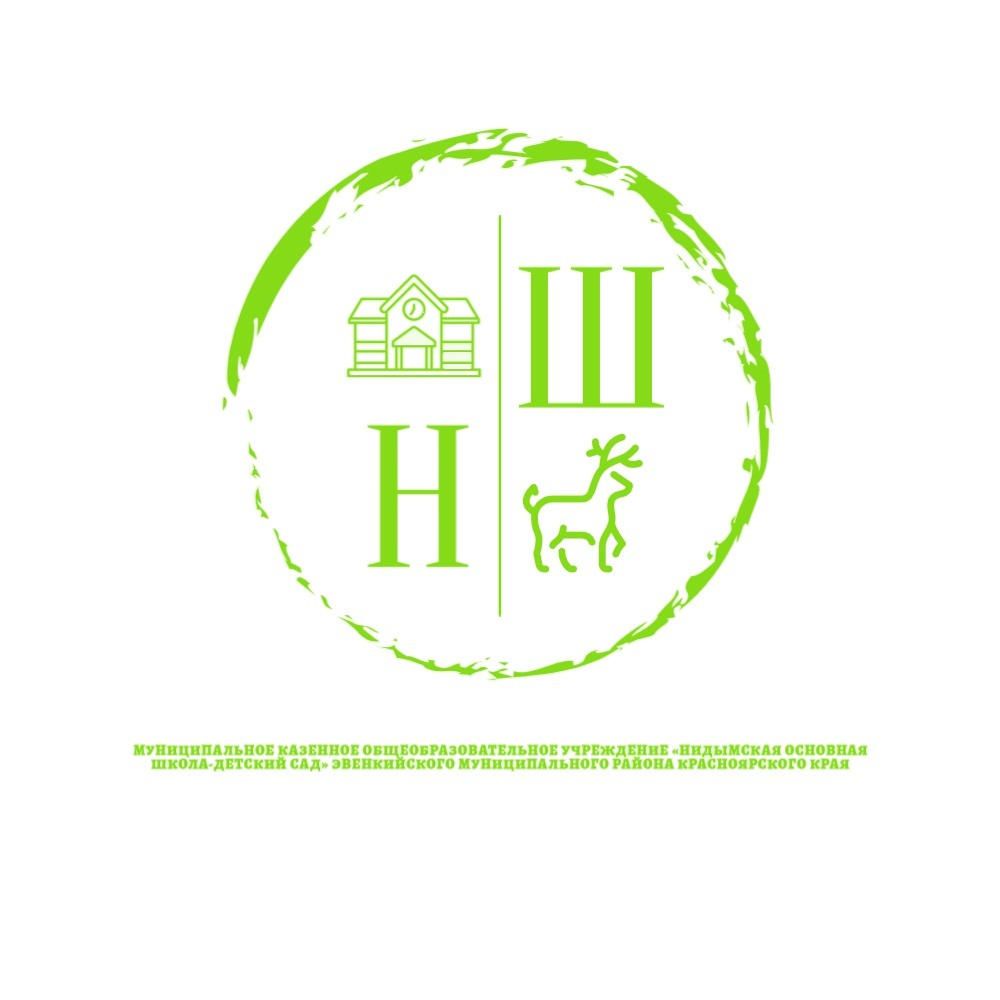 Ш
Н
МУНИЦИПАЛЬНОЕ КАЗЕННОЕ ОБЩЕОБРАЗОВАТЕЛЬНОЕ УЧРЕЖДЕНИЕ «НИДЫМСКАЯ ОСНОВНАЯ
ШКОЛА-ДЕТСКИЙ САД» ЭВЕНКИЙСКОГО МУНИЦИПАЛЬНОГО РАЙОНА КРАСНОЯРСКОГО КРАЯ